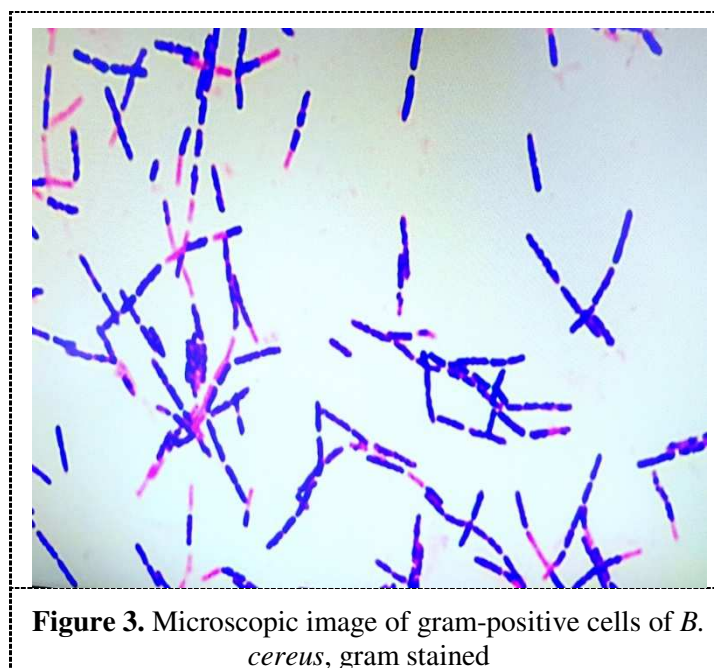 Figure 3. Microscopic image of gram-positive cells of B.
cereus, gram stained